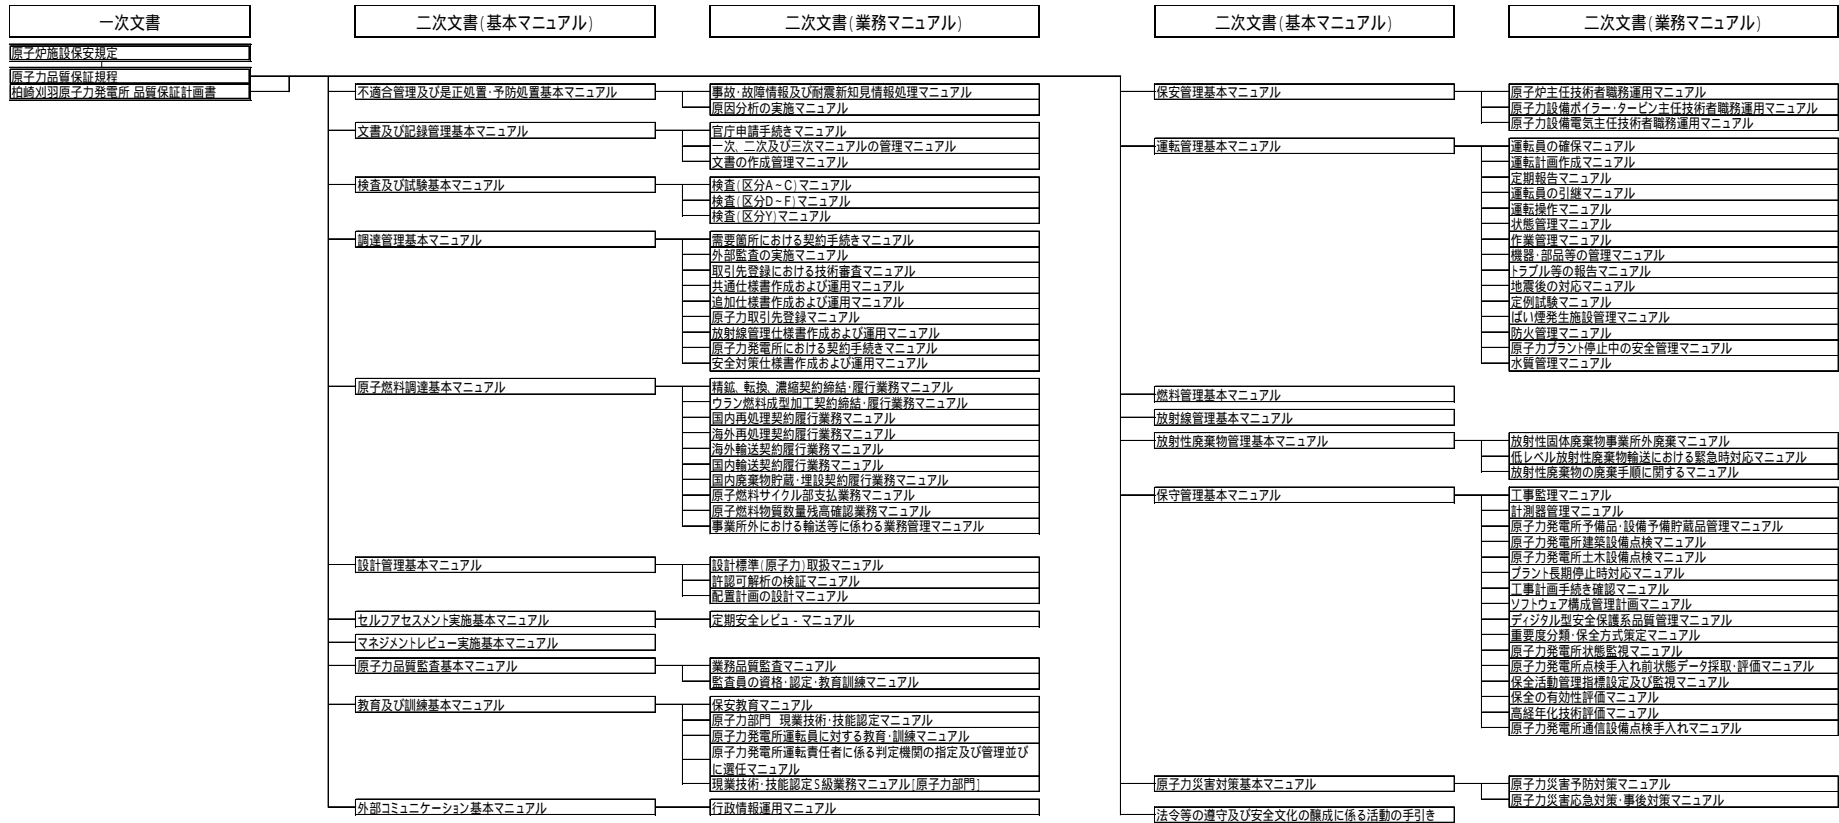 一次文書
二次文書(基本マニュアル)
二次文書(業務マニュアル)
二次文書(基本マニュアル)
二次文書(業務マニュアル)
原子炉施設保安規定
原子力品質保証規程
柏崎刈羽原子力発電所 品質保証計画書
不適合管理及び是正処置・予防処置基本マニュアル
事故・故障情報及び耐震新知見情報処理マニュアル
原因分析の実施マニュアル
文書及び記録管理基本マニュアル
官庁申請手続きマニュアル
一次、二次及び三次マニュアルの管理マニュアル
文書の作成管理マニュアル
検査及び試験基本マニュアル
検査(区分A～C)マニュアル
検査(区分D～F)マニュアル
検査(区分Y)マニュアル
調達管理基本マニュアル
需要箇所における契約手続きマニュアル
外部監査の実施マニュアル
取引先登録における技術審査マニュアル
共通仕様書作成および運用マニュアル
追加仕様書作成および運用マニュアル
原子力取引先登録マニュアル
放射線管理仕様書作成および運用マニュアル
原子力発電所における契約手続きマニュアル
安全対策仕様書作成および運用マニュアル
原子燃料調達基本マニュアル
精鉱、転換、濃縮契約締結・履行業務マニュアル
ウラン燃料成型加工契約締結・履行業務マニュアル
国内再処理契約履行業務マニュアル
海外再処理契約履行業務マニュアル
海外輸送契約履行業務マニュアル
国内輸送契約履行業務マニュアル
国内廃棄物貯蔵・埋設契約履行業務マニュアル
原子燃料サイクル部支払業務マニュアル
原子燃料物質数量残高確認業務マニュアル
事業所外における輸送等に係わる業務管理マニュアル
設計管理基本マニュアル
設計標準(原子力)取扱マニュアル
許認可解析の検証マニュアル
配置計画の設計マニュアル
セルフアセスメント実施基本マニュアル
定期安全レビュ－マニュアル
マネジメントレビュー実施基本マニュアル
原子力品質監査基本マニュアル
業務品質監査マニュアル
監査員の資格・認定・教育訓練マニュアル
教育及び訓練基本マニュアル
保安教育マニュアル
原子力部門 現業技術・技能認定マニュアル
原子力発電所運転員に対する教育・訓練マニュアル
原子力発電所運転責任者に係る判定機関の指定及び管理並び
に選任マニュアル
現業技術・技能認定S級業務マニュアル[原子力部門]
外部コミュニケーション基本マニュアル
行政情報運用マニュアル
保安管理基本マニュアル
原子炉主任技術者職務運用マニュアル
原子力設備ボイラー・タービン主任技術者職務運用マニュアル
原子力設備電気主任技術者職務運用マニュアル
運転管理基本マニュアル
運転員の確保マニュアル
運転計画作成マニュアル
定期報告マニュアル
運転員の引継マニュアル
運転操作マニュアル
状態管理マニュアル
作業管理マニュアル
機器・部品等の管理マニュアル
トラブル等の報告マニュアル
地震後の対応マニュアル
定例試験マニュアル
ばい煙発生施設管理マニュアル
防火管理マニュアル
原子力プラント停止中の安全管理マニュアル
水質管理マニュアル
燃料管理基本マニュアル
放射線管理基本マニュアル
放射性廃棄物管理基本マニュアル
放射性固体廃棄物事業所外廃棄マニュアル
低レベル放射性廃棄物輸送における緊急時対応マニュアル
放射性廃棄物の廃棄手順に関するマニュアル
保守管理基本マニュアル
工事監理マニュアル
計測器管理マニュアル
原子力発電所予備品・設備予備貯蔵品管理マニュアル
原子力発電所建築設備点検マニュアル
原子力発電所土木設備点検マニュアル
プラント長期停止時対応マニュアル
工事計画手続き確認マニュアル
ソフトウェア構成管理計画マニュアル
ディジタル型安全保護系品質管理マニュアル
重要度分類・保全方式策定マニュアル
原子力発電所状態監視マニュアル
原子力発電所点検手入れ前状態データ採取・評価マニュアル
保全活動管理指標設定及び監視マニュアル
保全の有効性評価マニュアル
高経年化技術評価マニュアル
原子力発電所通信設備点検手入れマニュアル
原子力災害対策基本マニュアル
原子力災害予防対策マニュアル
原子力災害応急対策・事後対策マニュアル
法令等の遵守及び安全文化の醸成に係る活動の手引き